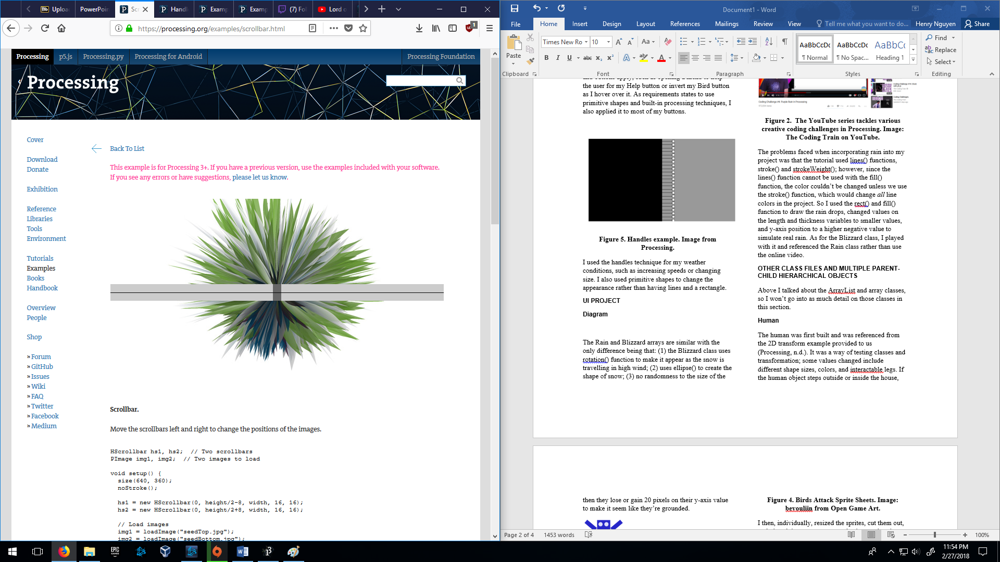 Uploa
PowerPoin
Scr
Handl
Examp
Examp
(7) Fol
Lord o
https://processing.org/examples/scrollbar.html
1
Processing
p5.js
Processing.py
Processing for Android
Processing Foundation
Processing
Cover
Download
Donate
Exhibition
Reference
Libraries
Tools
Environment
Tutorials
Examples
Books
Handbook
Overview
People
Shop
» Forum
» GitHub
» Issues
» Wiki
» FAQ
» Twitter
» Facebook
» Medium
Back To List
This example is for Processing 3+. If you have a previous version, use the examples included with your software.
If you see any errors or have suggestions, please let us know.
Scrollbar.
Move the scrollbars left and right to change the positions of the images.
HScrollbar hs1, hs2;  // Two scrollbars
PImage img1, img2;  // Two images to load
void setup() {
size(640, 360);
noStroke();
hs1 = new HScrollbar(0, height/2-8, width, 16, 16);
hs2 = new HScrollbar(0, height/2+8, width, 16, 16);
// Load images
img1 = loadImage("seedTop.jpg");
img2 = loadImage("seedBottom.jpg");
Document1 - Word
File
Home
Insert
Design
Layout
References
Mailings
Review
View
Tell me what you want to do...
Henry Nguyen
Share
Paste
Clipboard
Times New Ro
10
Font
Paragraph
AaBbCcDc
¶ Normal
AaBbCcDc
¶ No Spac...
AaBbCc
Heading 1
Styles
Find
Replace
Select
Editing
the user for my Help button or invert my Bird button
as I hover over it. As requirements states to use
primitive shapes and built-in processing techniques, I
also applied it to most of my buttons.
Figure 5. Handles example. Image from
Processing.
I used the handles technique for my weather
conditions, such as increasing speeds or changing
size. I also used primitive shapes to change the
appearance rather than having lines and a rectangle.
UI PROJECT
Diagram
The Rain and Blizzard arrays are similar with the
only difference being that: (1) the Blizzard class uses
rotation() function to make it appear as the snow is
travelling in high wind; (2) uses ellipse() to create the
shape of snow; (3) no randomness to the size of the
Coding Challenge #4: Purple Rain in Processing
Figure 2.  The YouTube series tackles various
creative coding challenges in Processing. Image:
The Coding Train on YouTube.
The problems faced when incorporating rain into my
project was that the tutorial used lines() functions,
stroke() and strokeWeight(); however, since the
lines() function cannot be used with the fill()
function, the color couldn't be changed unless we use
the stroke() function, which would change all line
colors in the project. So I used the rect() and fill()
function to draw the rain drops, changed values on
the length and thickness variables to smaller values,
and y-axis position to a higher negative value to
simulate real rain. As for the Blizzard class, I played
with it and referenced the Rain class rather than use
the online video.
OTHER CLASS FILES AND MULTIPLE PARENT-
CHILD HIERARCHICAL OBJECTS
Above I talked about the ArrayList and array classes,
so I won't go into as much detail on those classes in
this section.
Human
The human was first built and was referenced from
the 2D transform example provided to us
(Processing, n.d.). It was a way of testing classes and
transformation; some values changed include
different shape sizes, colors, and interactable legs. If
the human object steps outside or inside the house,
then they lose or gain 20 pixels on their y-axis value
to make it seem like they're grounded.
Figure 4. Birds Attack Sprite Sheets. Image:
bevouliin from Open Game Art.
I then, individually, resized the sprites, cut them out,
Page 2 of 4
1453 words
100%
EPIC GAMES
11:54 PM
2/27/2018